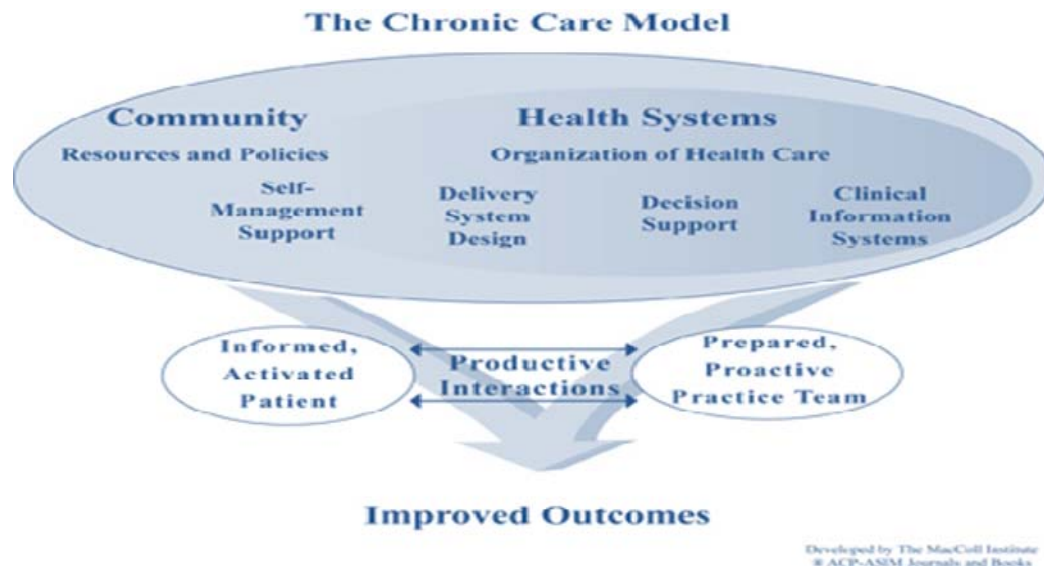 The Chronic Care Model
Community
Resources and Policies
Health Systems
Organization of Health Care
Self-
Management
Support
Delivery
System
Design
Decision
Support
Clinical
Information
Systems
Informed,
Activated
Patient
Productive
Interactions
Prepared,
Proactive
Practice Team
Improved Outcomes
Developed by The MacColl Institute
® ACP-ASIM Journals and Books